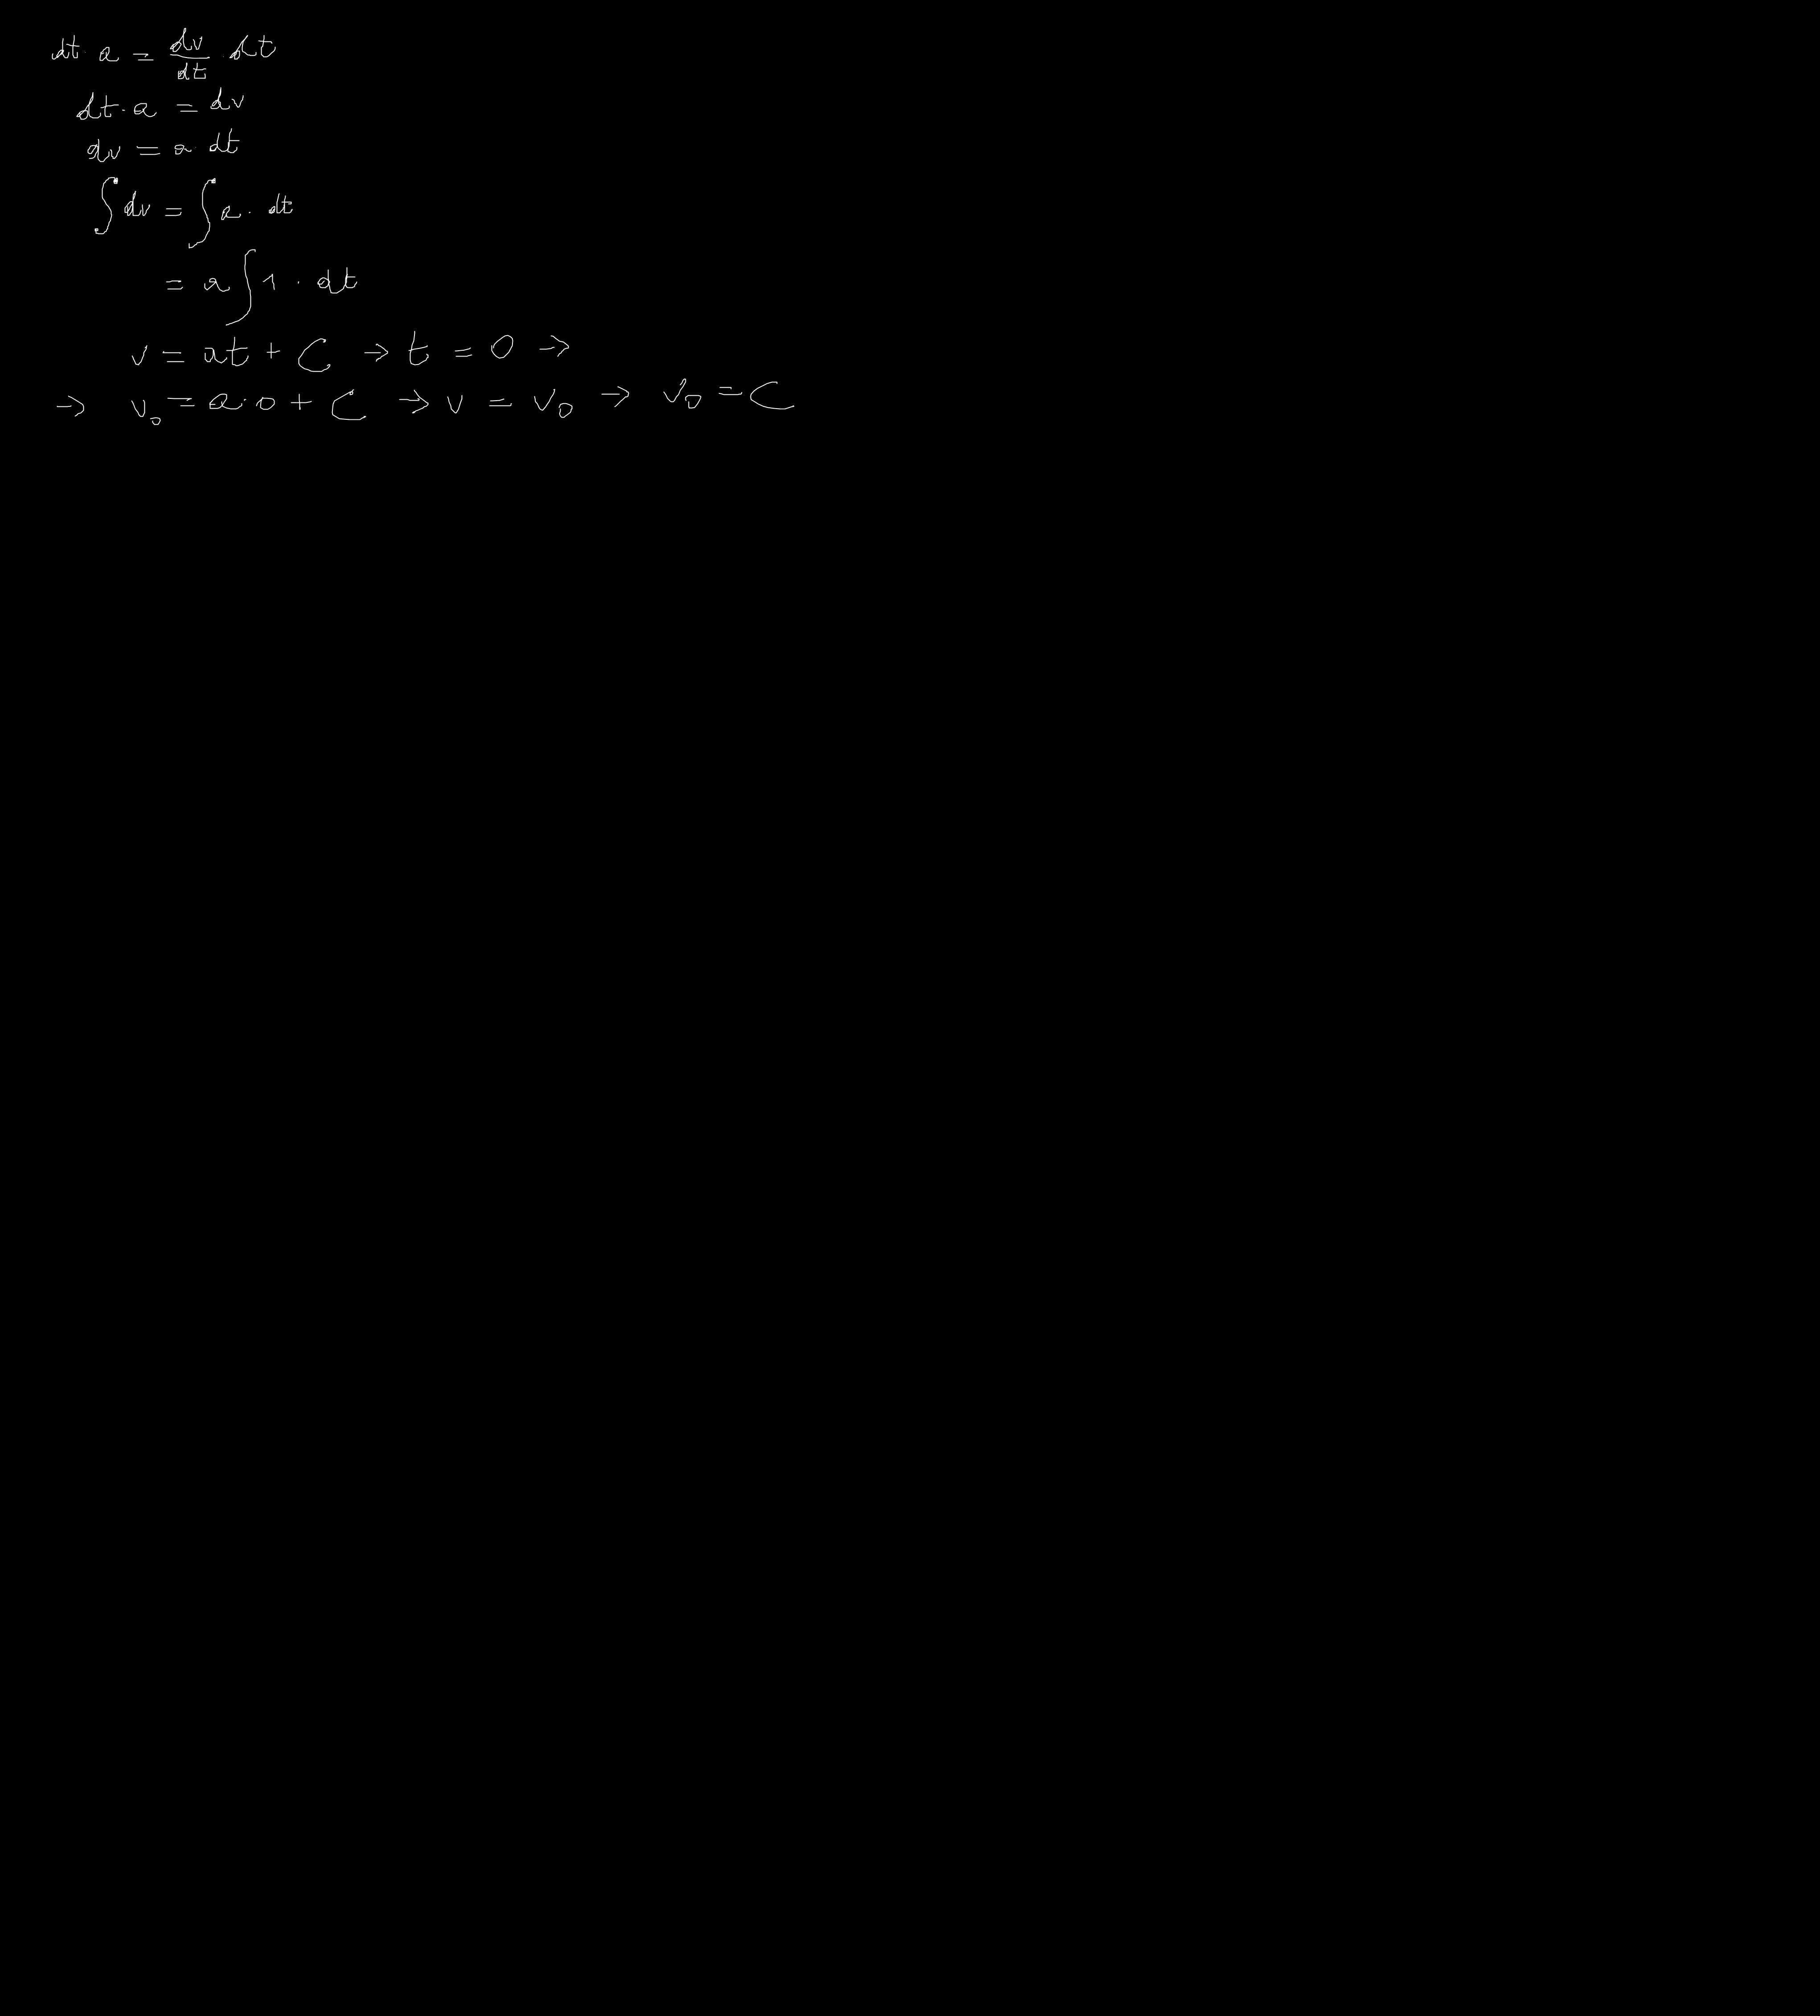 dt · a = dv/dt · dt
dt · a = dv
dv = a · dt
∫ dv = ∫ a · dt
= a ∫ 1 · dt
v = at + C → t = 0 →
→ v₀ = a · 0 + C → v = v₀ → v₀ = C